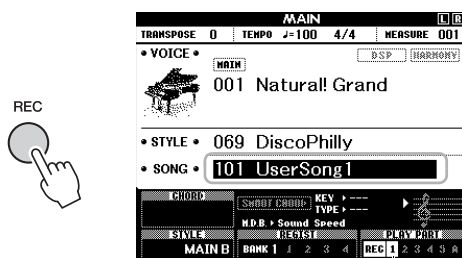 MAIN L R
TRANSPOSE 0 TEMPO ♩=100 4/4 MEASURE 001
• VOICE • DSP HARMONY
MAIN
001 Natural! Grand
REC
• STYLE • 069 DiscoPhilly
• SONG • 101 UserSong1
CHORD SMART CHORD KEY ---
TYPE ---
M.D.B. Sound Speed
STYLE REGIST PLAY PART
MAIN B BANK 1 1 2 3 4 REC 1 2 3 4 5 A